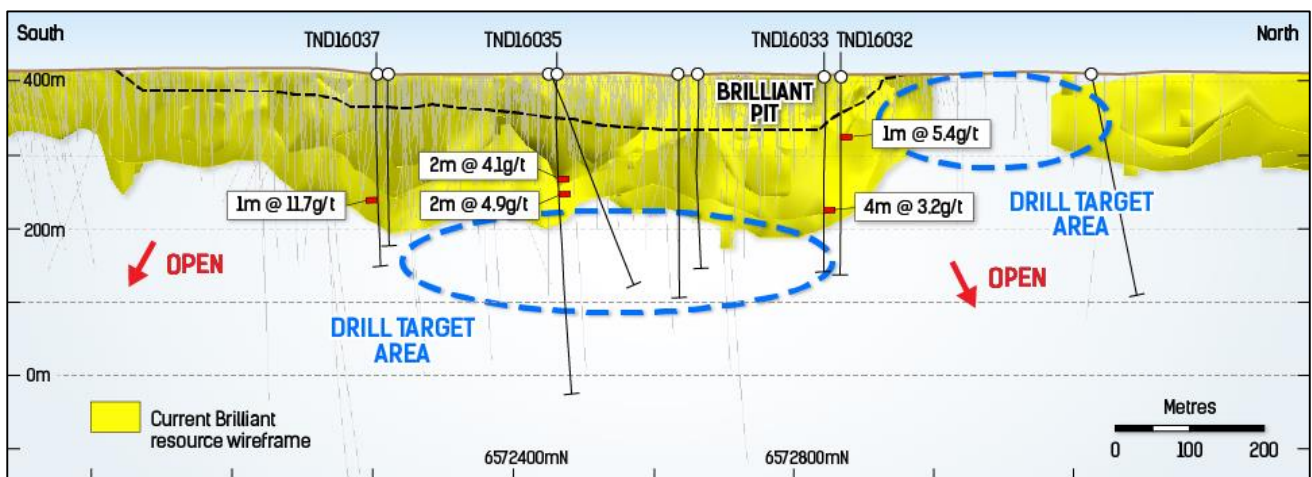 South
TND16037
TND16035
TND16033
TND16032
North
400m
BRILLIANT
PIT
1m @ 5.4g/t
2m @ 4.1g/t
1m @ 11.7g/t
2m @ 4.9g/t
4m @ 3.2g/t
DRILL TARGET
AREA
200m
OPEN
OPEN
DRILL TARGET
AREA
0m
Current Brilliant
resource wireframe
Metres
0 100 200
6572400mN
6572800mN